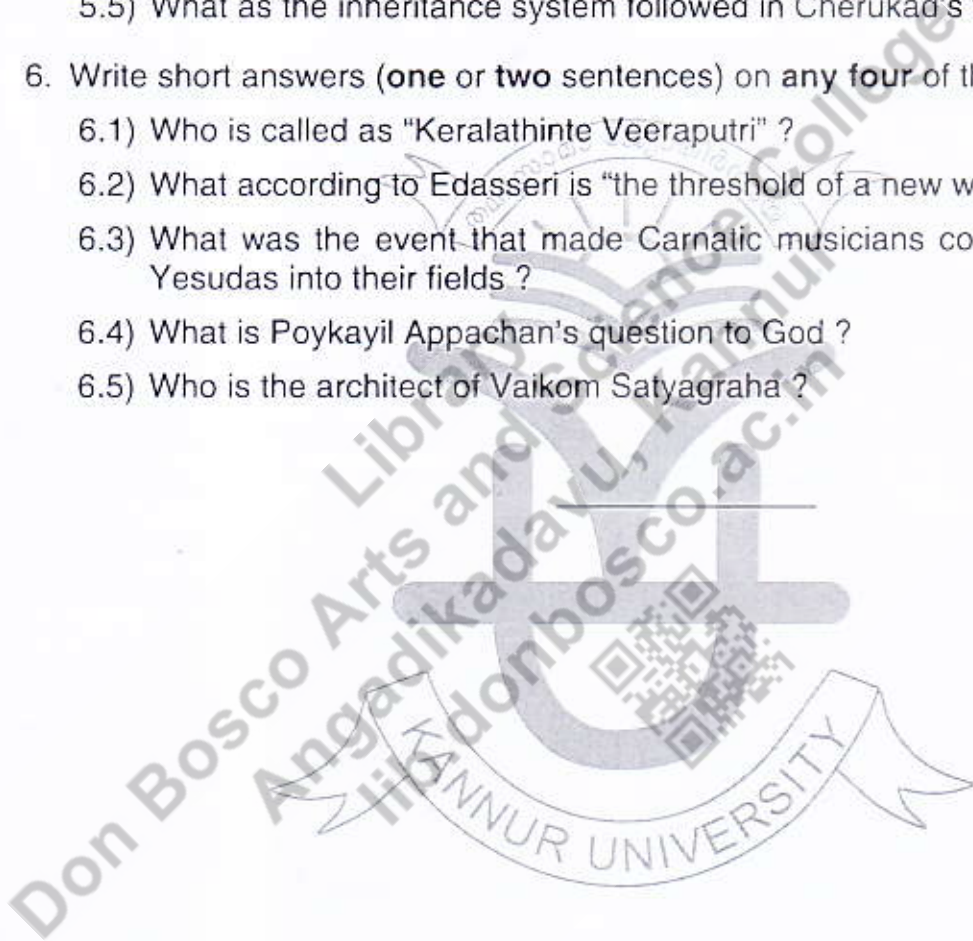 5.5) What as the inheritance system followed in Cherukad's
6. Write short answers (one or two sentences) on any four of
6.1) Who is called as "Keralathinte Veeraputri" ?
6.2) What according to Edasseri is "the threshold of a new
6.3) What was the event that made Carnatic musicians
Yesudas into their fields ?
6.4) What is Poykayil Appachan's question to God ?
6.5) Who is the architect of Vaikom Satyagraha ?
Library
Don Bosco Arts and Science College
Angadikadavu, Kannur
libdonbosco.ac.in
KANNUR UNIVERSITY